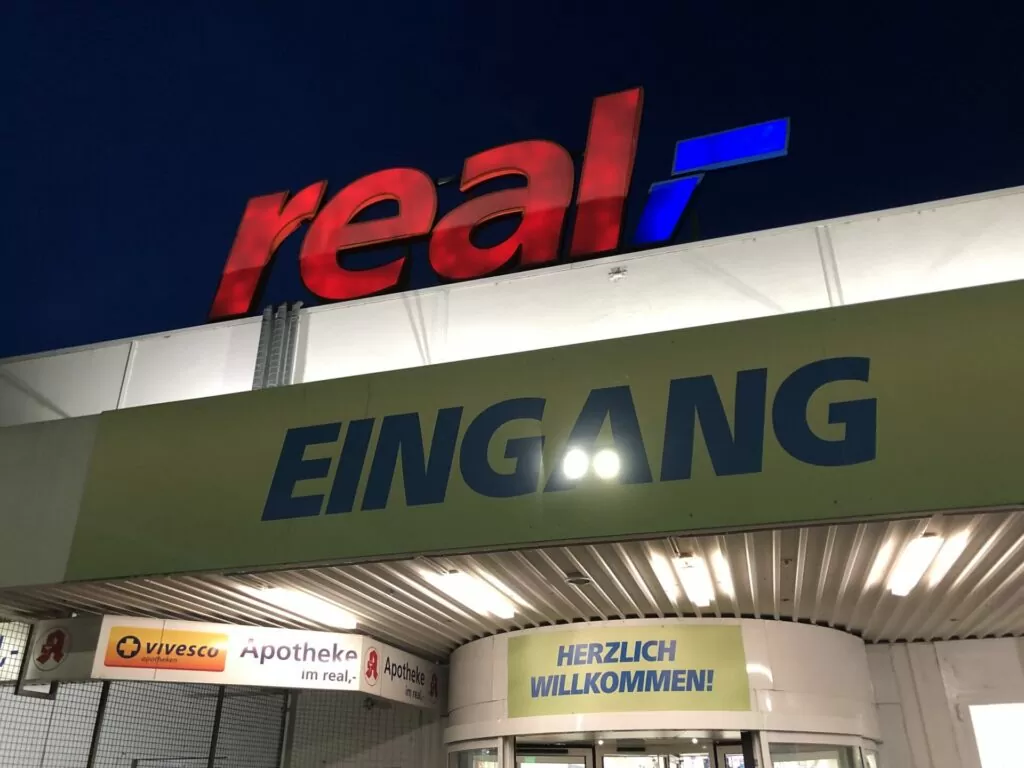 real,-
EINGANG
HERZLICH
WILLKOMMEN!
vivesco
apotheken
Apotheke
im real,-
Apotheke
im real,-